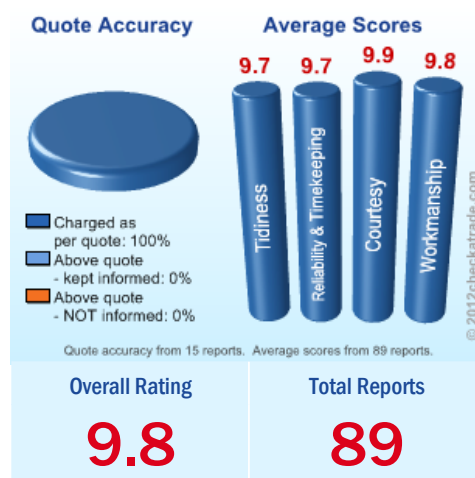 Quote Accuracy
Average Scores
9.7
9.7
9.9
9.8
Tidiness
Reliability & Timekeeping
Courtesy
Workmanship
Charged as
per quote: 100%
Above quote
- kept informed: 0%
Above quote
- NOT informed: 0%
© 2012checkatrade.com
Quote accuracy from 15 reports. Average scores from 89 reports.
Overall Rating
Total Reports
9.8
89